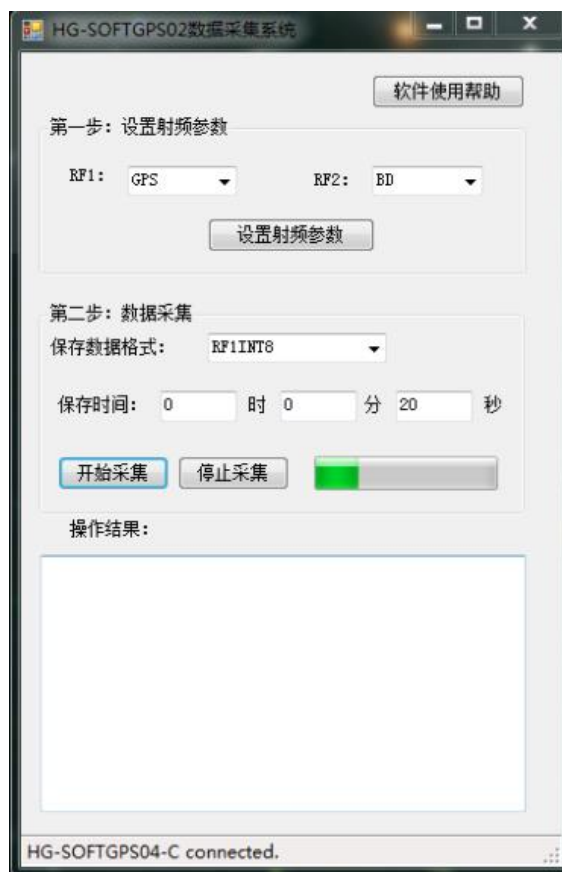 HG-SOFTGPS02数据采集系统
软件使用帮助
第一步：设置射频参数
RF1： GPS RF2： BD
设置射频参数
第二步：数据采集
保存数据格式： RF1INT8
保存时间： 0 时 0 分 20 秒
开始采集 停止采集
操作结果：
HG-SOFTGPS04-C connected.